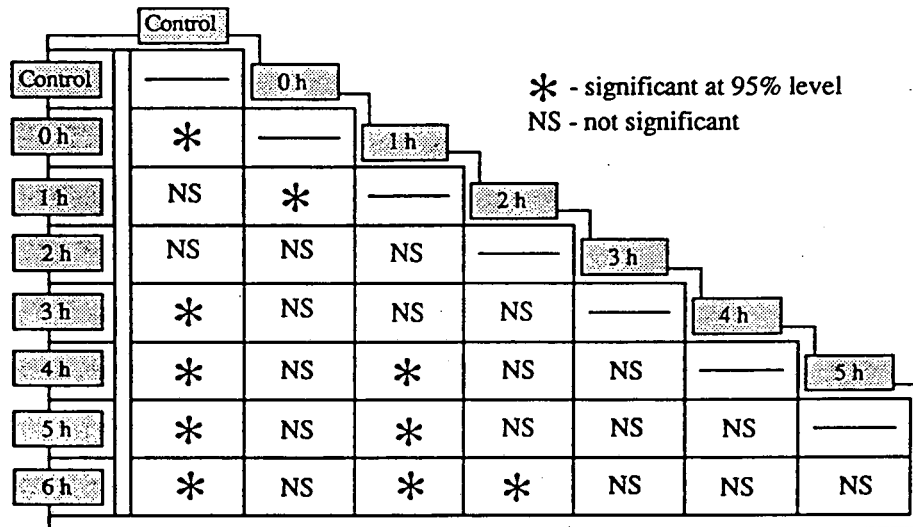 Control
Control
0 h
✻ - significant at 95% level
NS - not significant
0 h
✻
1 h
1 h
NS ✻
2 h
2 h
NS NS NS
3 h
3 h
✻ NS NS NS
4 h
4 h
✻ NS ✻ NS NS
5 h
5 h
✻ NS ✻ NS NS NS
6 h
✻ NS ✻ ✻ NS NS NS